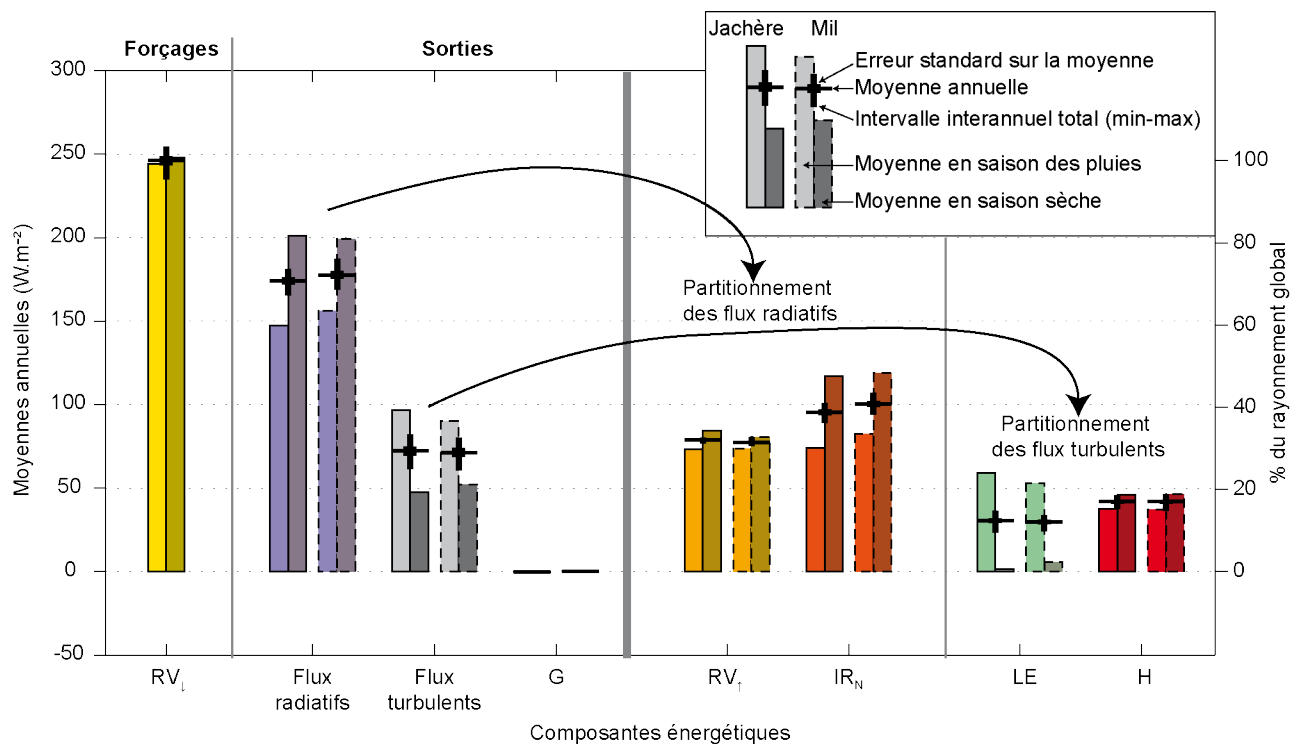 Forçages
Sorties
Jachère
Mil
Erreur standard sur la moyenne
Moyenne annuelle
Intervalle interannuel total (min-max)
Moyenne en saison des pluies
Moyenne en saison sèche
300
250
200
150
100
50
0
-50
Moyennes annuelles (W.m⁻²)
100
80
60
40
20
0
% du rayonnement global
Partitionnement
des flux radiatifs
Partitionnement
des flux turbulents
RV↓
Flux
radiatifs
Flux
turbulents
G
RV↑
IR_N
LE
H
Composantes énergétiques